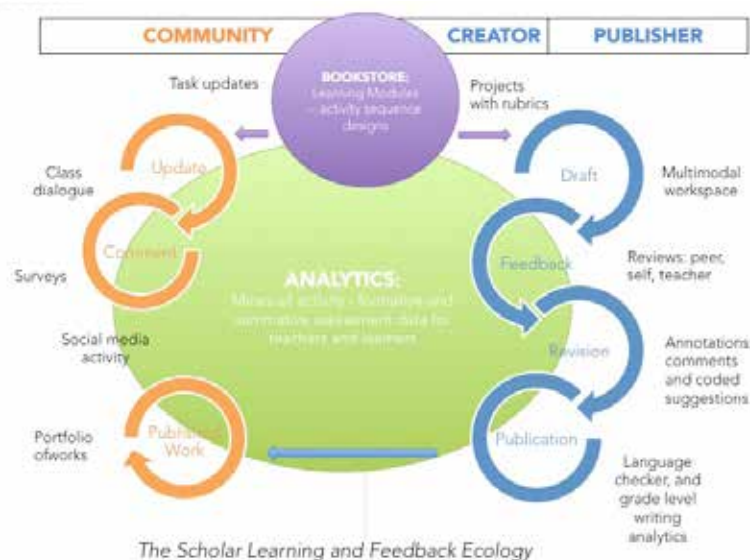 COMMUNITY
CREATOR
PUBLISHER
BOOKSTORE:
Learning Modules
– activity sequence
designs
Task updates
Projects
with rubrics
Update
Draft
Class
dialogue
Multimodal
workspace
Comment
Feedback
Surveys
Reviews: peer,
self, teacher
ANALYTICS:
Mines all activity - formative and
summative assessment data for
teachers and learners
Social media
activity
Revision
Annotations:
comments
and coded
suggestions
Portfolio
ofworks
Published
Work
Publication
Language
checker, and
grade level
writing
analytics
The Scholar Learning and Feedback Ecology